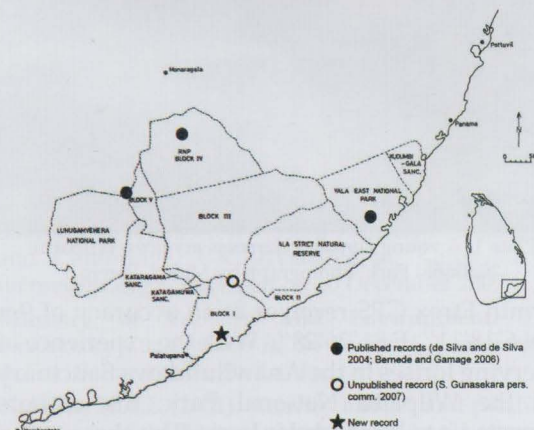 Pottuvil
Monaragala
Panama
N
RNP
BLOCK IV
KUDUMBI
-GALA
SANC.
YALA EAST NATIONAL
PARK
BLOCK V
BLOCK III
LUNUGAMVEHERA
NATIONAL PARK
ALA STRICT NATURAL
RESERVE
KATARAGAMA
SANC.
KATAGAMUWA
SANC.
BLOCK II
BLOCK I
Palatupana
Published records (de Silva and de Silva
2004; Bernede and Gamage 2006)
Unpublished record (S. Gunasekara pers.
comm. 2007)
New record